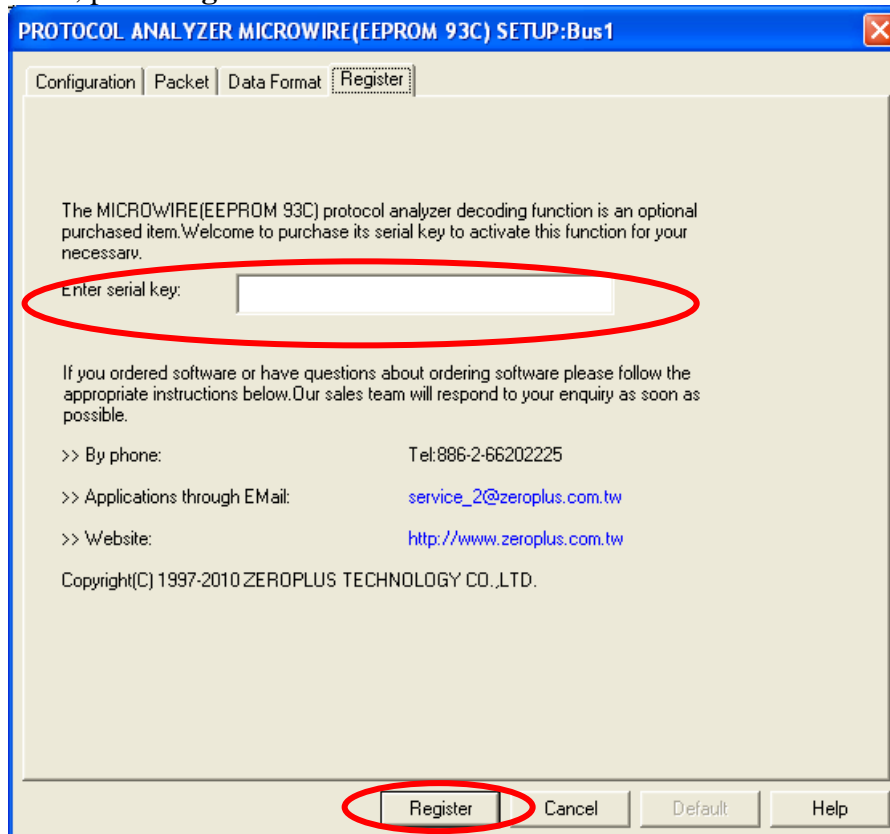 PROTOCOL ANALYZER MICROWIRE(EEPROM 93C) SETUP:Bus1
Configuration Packet Data Format Register
The MICROWIRE(EEPROM 93C) protocol analyzer decoding function is an optional
purchased item.Welcome to purchase its serial key to activate this function for your
necessary.
Enter serial key:
If you ordered software or have questions about ordering software please follow the
appropriate instructions below.Our sales team will respond to your enquiry as soon as
possible.
>> By phone: Tel:886-2-66202225
>> Applications through EMail: service_2@zeroplus.com.tw
>> Website: http://www.zeroplus.com.tw
Copyright(C) 1997-2010 ZEROPLUS TECHNOLOGY CO.,LTD.
Register Cancel Default Help